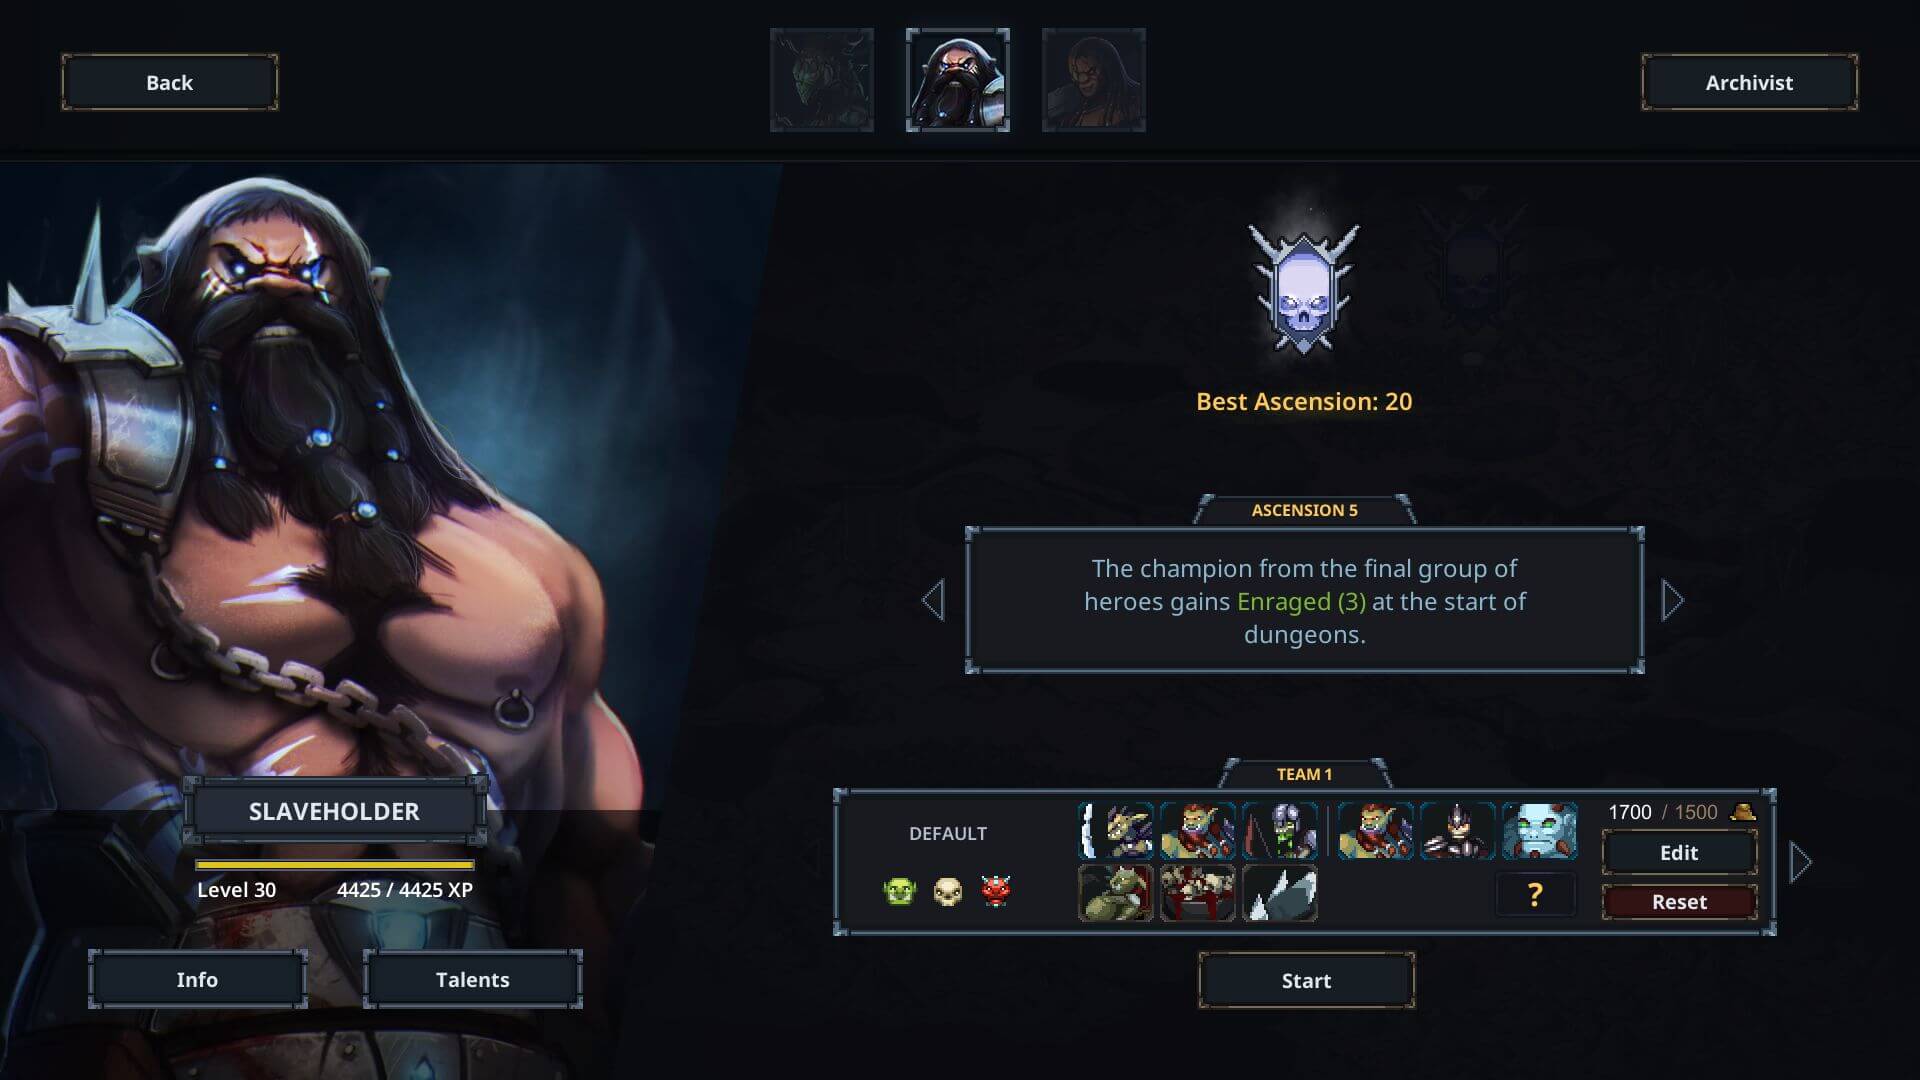 Back
Archivist
Best Ascension: 20
ASCENSION 5
The champion from the final group of
heroes gains Enraged (3) at the start of
dungeons.
SLAVEHOLDER
Level 30
4425 / 4425 XP
Info
Talents
TEAM 1
DEFAULT
1700 / 1500
Edit
?
Reset
Start